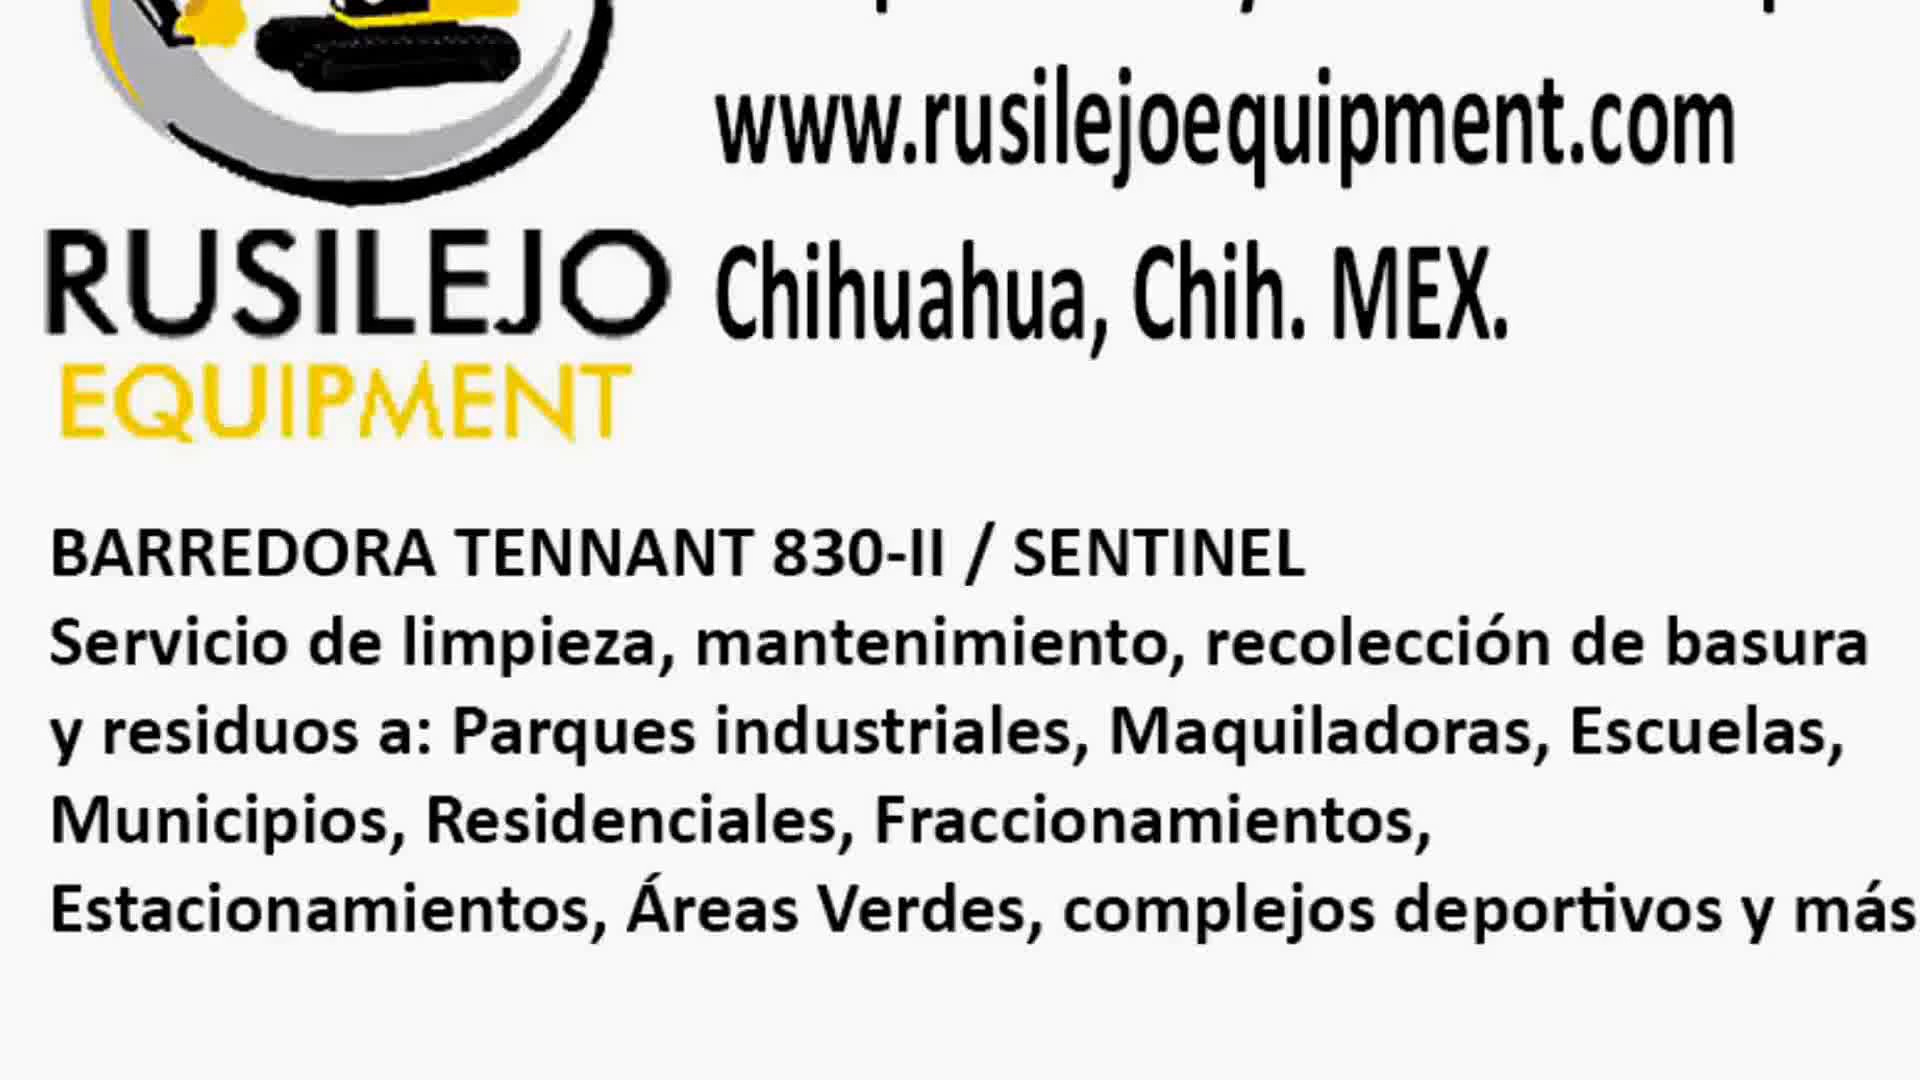 www.rusilejoequipment.com
RUSILEJO
EQUIPMENT
Chihuahua, Chih. MEX.
BARREDORA TENNANT 830-II / SENTINEL
Servicio de limpieza, mantenimiento, recolección de basura
y residuos a: Parques industriales, Maquiladoras, Escuelas,
Municipios, Residenciales, Fraccionamientos,
Estacionamientos, Áreas Verdes, complejos deportivos y más